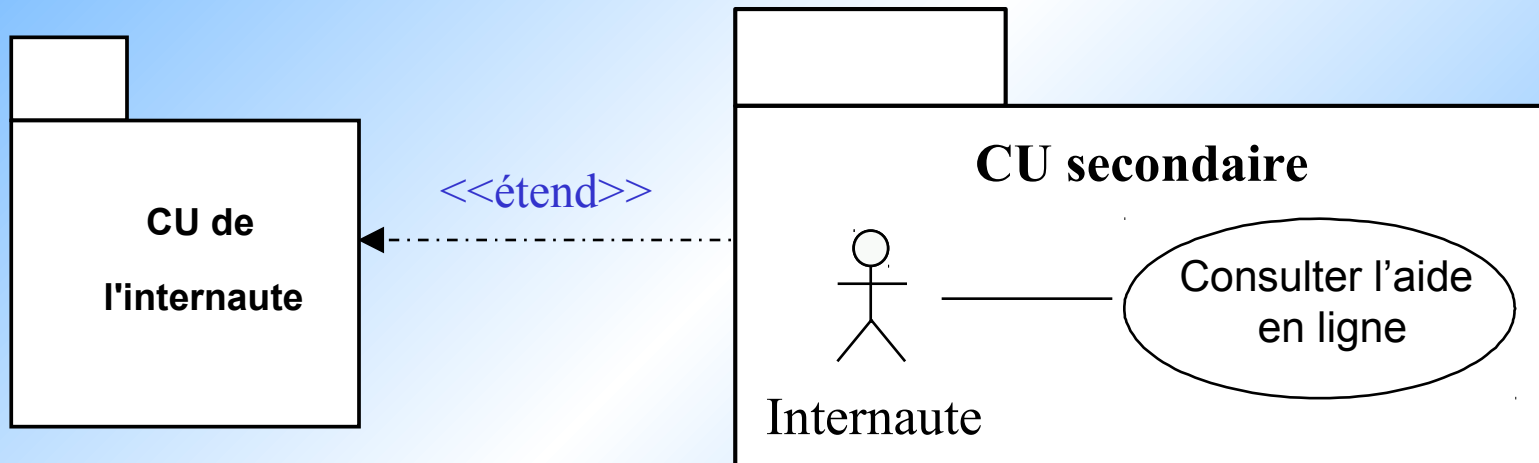 CU de
l'internaute
<<étend>>
CU secondaire
Consulter l’aide
en ligne
Internaute